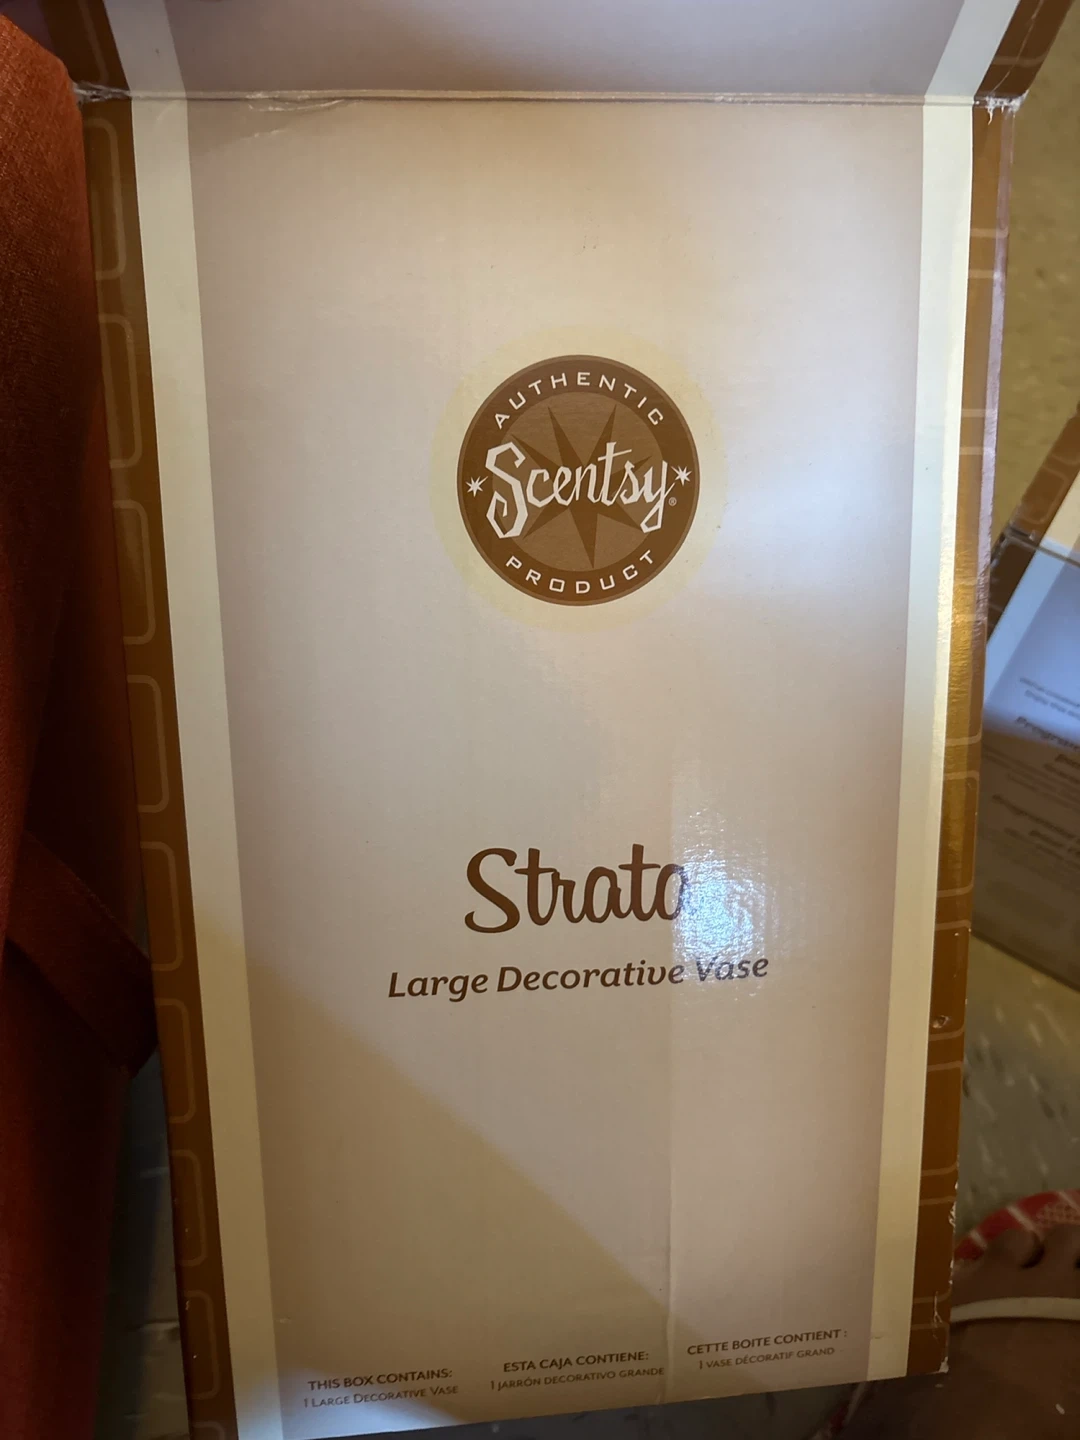 AUTHENTIC
Scentsy®
PRODUCT
Strata
Large Decorative Vase
THIS BOX CONTAINS:
1 LARGE DECORATIVE VASE
ESTA CAJA CONTIENE:
1 JARRÓN DECORATIVO GRANDE
CETTE BOITE CONTIENT :
1 VASE DÉCORATIF GRAND